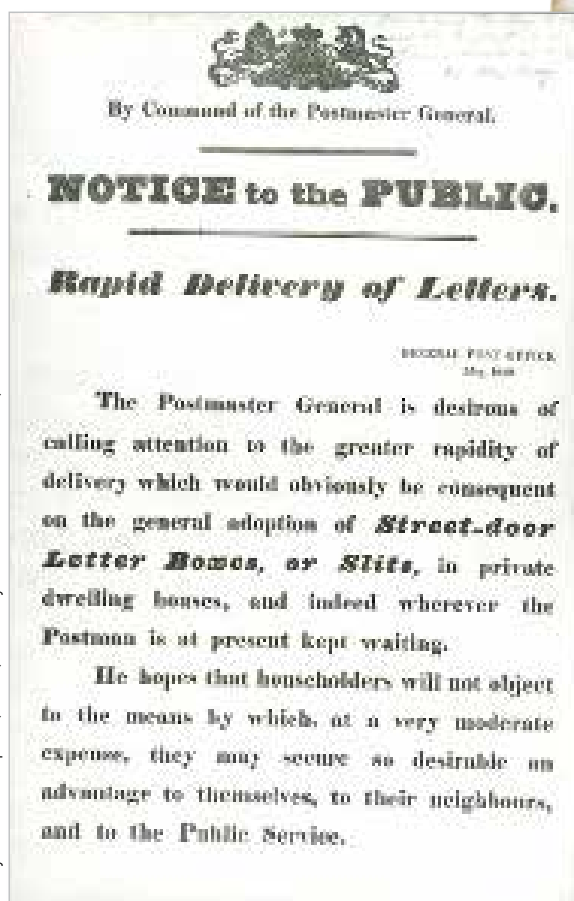 By Command of the Postmaster General.
NOTICE to the PUBLIC.
Rapid Delivery of Letters.
GENERAL POST OFFICE
May,
The Postmaster General is desirous of
calling attention to the greater rapidity of
delivery which would obviously be consequent
on the general adoption of Street-door
Letter Boxes, or Slits, in private
dwelling houses, and indeed wherever the
Postman is at present kept waiting.
He hopes that householders will not object
to the means by which, at a very moderate
expense, they may secure so desirable an
advantage to themselves, to their neighbours,
and to the Public Service.